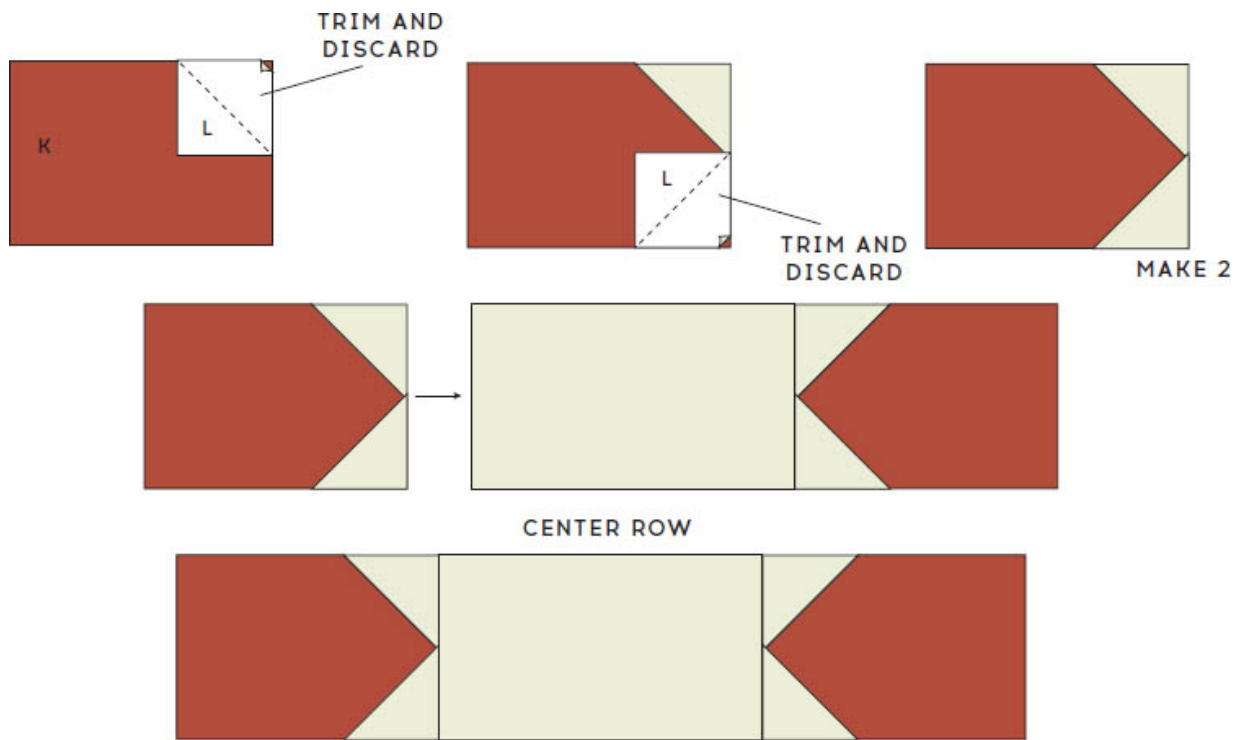 TRIM AND
DISCARD
K
L
L
TRIM AND
DISCARD
MAKE 2
CENTER ROW